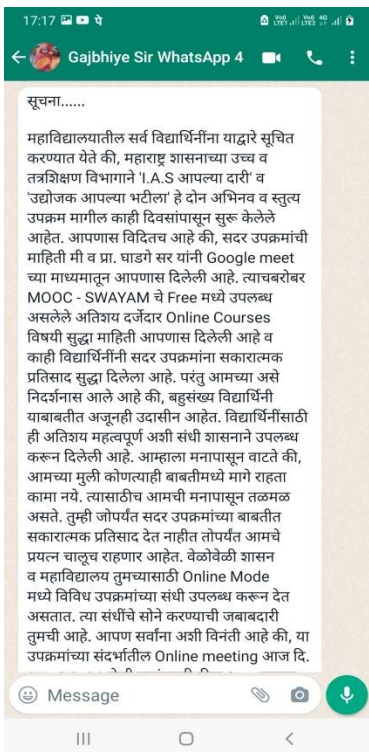 17:17 पे
Gajbhiye Sir WhatsApp 4
सूचना......
महाविद्यालयातील सर्व विद्यार्थिनींना याद्वारे सूचित
करण्यात येते की, महाराष्ट्र शासनाच्या उच्च व
तत्रशिक्षण विभागाने 'I.A.S आपल्या दारी' व
'उद्योजक आपल्या भटीला' हे दोन अभिनव व स्तुत्य
उपक्रम मागील काही दिवसांपासून सुरू केलेले
आहेत. आपणास विदितच आहे की, सदर उपक्रमांची
माहिती मी व प्रा. घाडगे सर यांनी Google meet
च्या माध्यमातून आपणास दिलेली आहे. त्याचबरोबर
MOOC - SWAYAM चे Free मध्ये उपलब्ध
असलेले अतिशय दर्जेदार Online Courses
विषयी सुद्धा माहिती आपणास दिलेली आहे व
काही विद्यार्थिनींनी सदर उपक्रमांना सकारात्मक
प्रतिसाद सुद्धा दिलेला आहे. परंतु आमच्या असे
निदर्शनास आले आहे की, बहुसंख्य विद्यार्थिनी
याबाबतीत अजूनही उदासीन आहेत. विद्यार्थिनींसाठी
ही अतिशय महत्वपूर्ण अशी संधी शासनाने उपलब्ध
करून दिलेली आहे. आम्हाला मनापासून वाटते की,
आमच्या मुली कोणत्याही बाबतीमध्ये मागे राहता
कामा नये. त्यासाठीच आमची मनापासून तळमळ
असते. तुम्ही जोपर्यंत सदर उपक्रमांच्या बाबतीत
सकारात्मक प्रतिसाद देत नाहीत तोपर्यंत आमचे
प्रयत्न चालूच राहणार आहेत. वेळोवेळी शासन
व महाविद्यालय तुमच्यासाठी Online Mode
मध्ये विविध उपक्रमांच्या संधी उपलब्ध करून देत
असतात. त्या संधींचे सोने करण्याची जबाबदारी
तुमची आहे. आपण सर्वांना अशी विनंती आहे की, या
उपक्रमांच्या संदर्भातील Online meeting आज दि.
Message